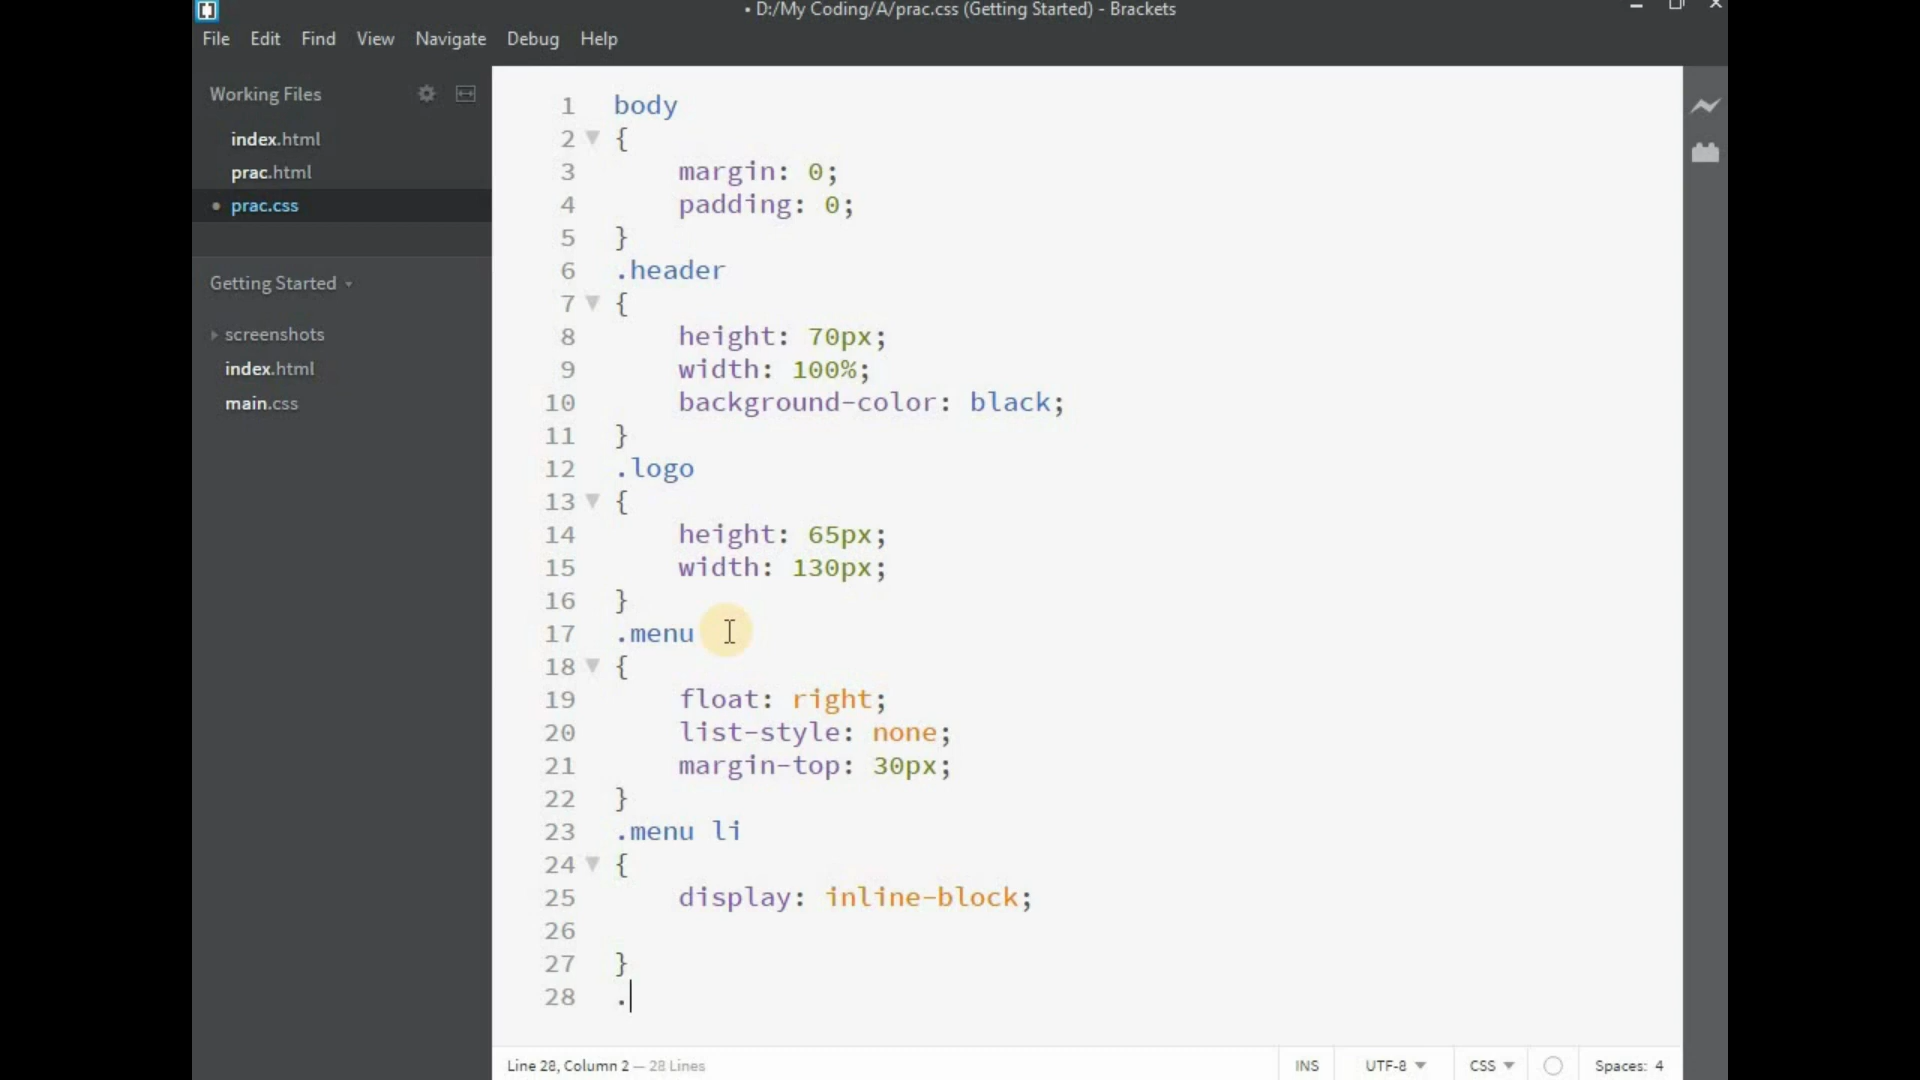 • D:/My Coding/A/prac.css (Getting Started) - Brackets
File Edit Find View Navigate Debug Help
Working Files
index.html
prac.html
• prac.css
Getting Started
screenshots
index.html
main.css
1 body
2 {
3 margin: 0;
4 padding: 0;
5 }
6 .header
7 {
8 height: 70px;
9 width: 100%;
10 background-color: black;
11 }
12 .logo
13 {
14 height: 65px;
15 width: 130px;
16 }
17 .menu
18 {
19 float: right;
20 list-style: none;
21 margin-top: 30px;
22 }
23 .menu li
24 {
25 display: inline-block;
26
27 }
28 .
Line 28, Column 2 — 28 Lines INS UTF-8 CSS Spaces: 4